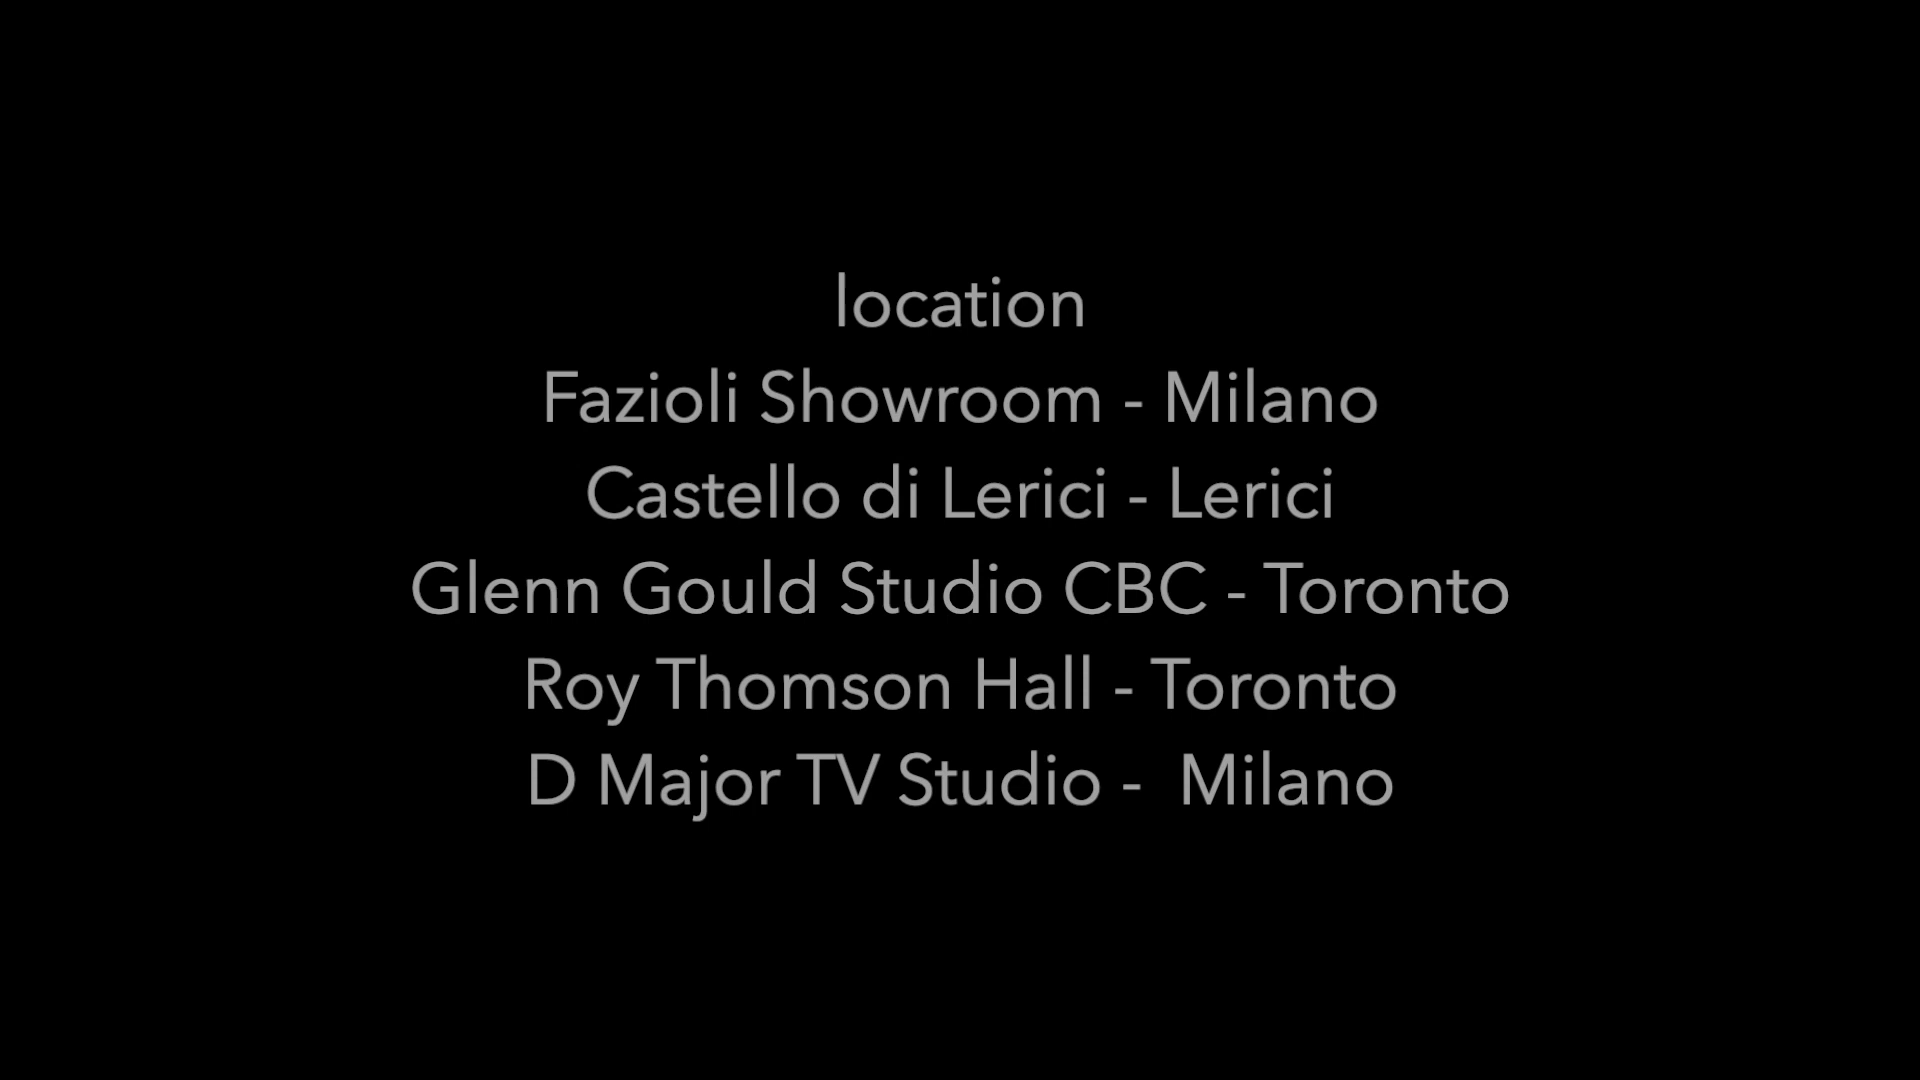 location
Fazioli Showroom - Milano
Castello di Lerici - Lerici
Glenn Gould Studio CBC - Toronto
Roy Thomson Hall - Toronto
D Major TV Studio -  Milano